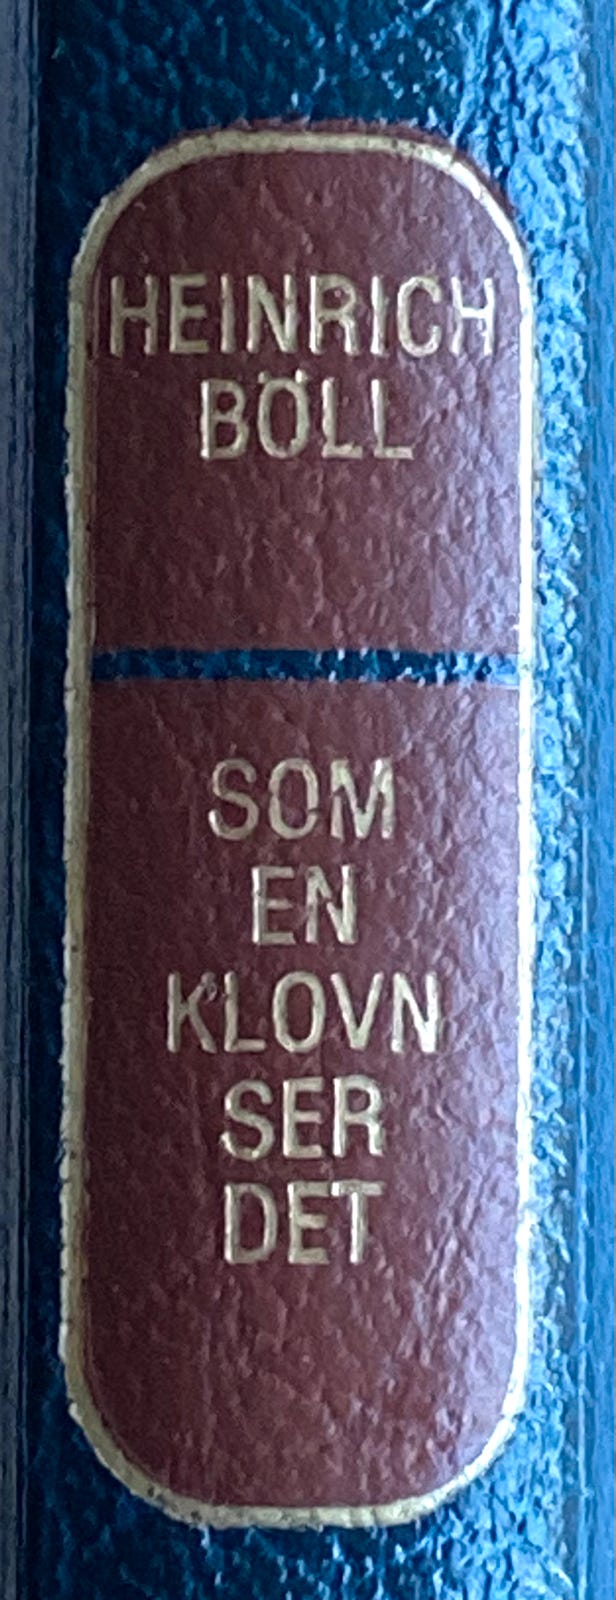 HEINRICH
BÖLL
SOM
EN
KLOVN
SER
DET